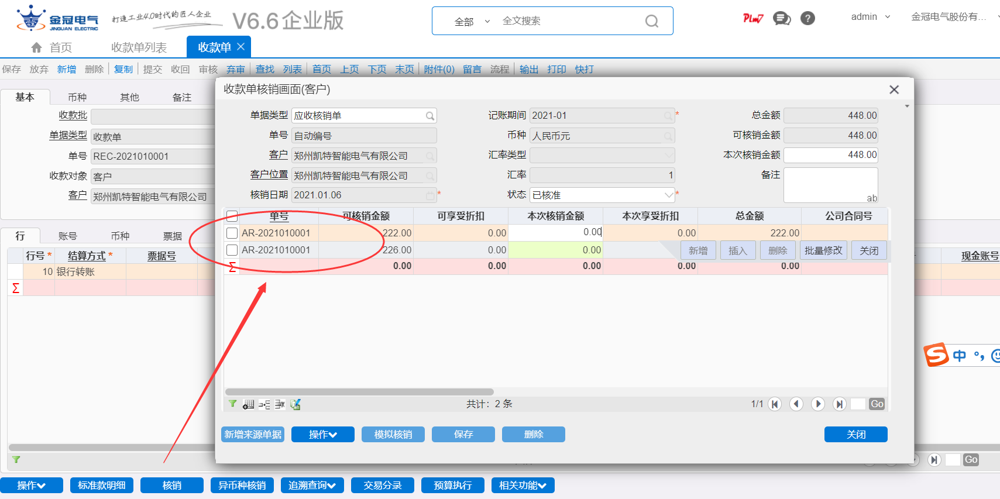 金冠电气
JINGUAN ELECTRIC
打造工业4.0时代的匠人企业
V6.6企业版
全部 全文搜索
Plm7
admin 金冠电气股份有...
首页 收款单列表 收款单
保存 放弃 新增 删除 复制 提交 收回 审核 弃审 查找 列表 首页 上页 下页 末页 附件(0) 留言 流程 输出 打印 快打
基本 币种 其他 备注
收款批
单据类型 收款单
单号 REC-2021010001
收款对象 客户
客户 郑州凯特智能电气有限公司
行 账号 币种 票据
行号* 结算方式* 票据号 现金账号
10 银行转账
Σ
收款单核销画面(客户)
单据类型 应收核销单 记账期间 2021-01 * 总金额 448.00
单号 自动编号 币种 人民币元 可核销金额 448.00
客户 郑州凯特智能电气有限公司 汇率类型 本次核销金额 448.00
客户位置 郑州凯特智能电气有限公司 汇率 1 备注
ab
核销日期 2021.01.06 * 状态 已核准 *
单号 可核销金额 可享受折扣 本次核销金额 本次享受折扣 总金额 公司合同号
AR-2021010001 222.00 0.00 0.00 0.00 222.00
AR-2021010001 226.00 0.00 0.00 新增 插入 删除 批量修改 关闭
Σ 0.00 0.00 0.00 0.00 0.00
共计：2 条 1/1 Go
新增来源单据 操作 模拟核销 保存 删除 关闭
中 °,
Go
操作 标准款明细 核销 异币种核销 追溯查询 交易分录 预算执行 相关功能